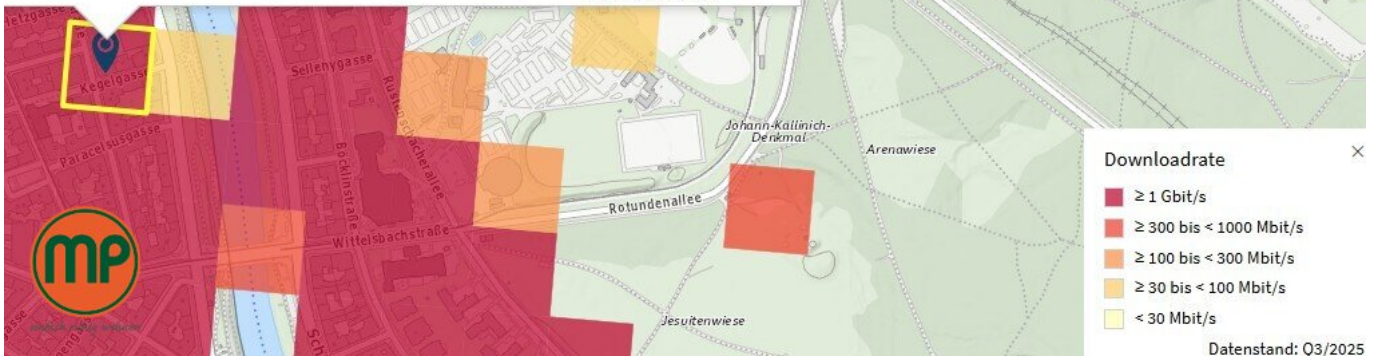 Kegelgasse
Paracelsusgasse
Sellenygasse
Rustenschacherallee
Böcklinstraße
Wittelsbachstraße
Rotundenallee
Johann-Kallinich-
Denkmal
Arenawiese
Jesuitenwiese
MP
Downloadrate
≥ 1 Gbit/s
≥ 300 bis < 1000 Mbit/s
≥ 100 bis < 300 Mbit/s
≥ 30 bis < 100 Mbit/s
< 30 Mbit/s
Datenstand: Q3/2025